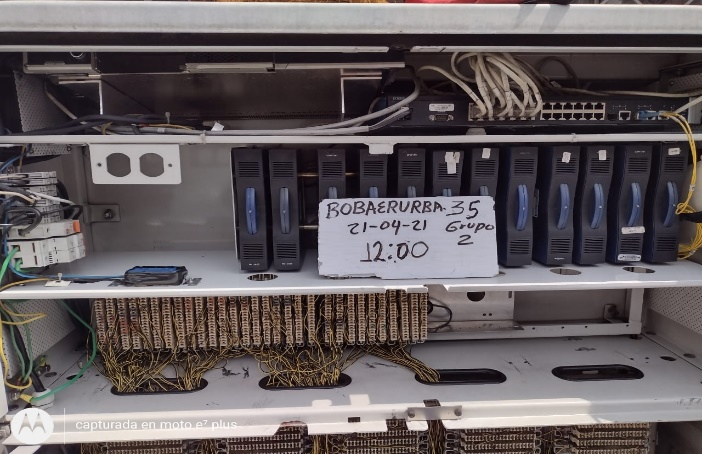 BOBAERURBA-35
21-04-21 Grupo
2
12:00
capturada en moto e⁷ plus